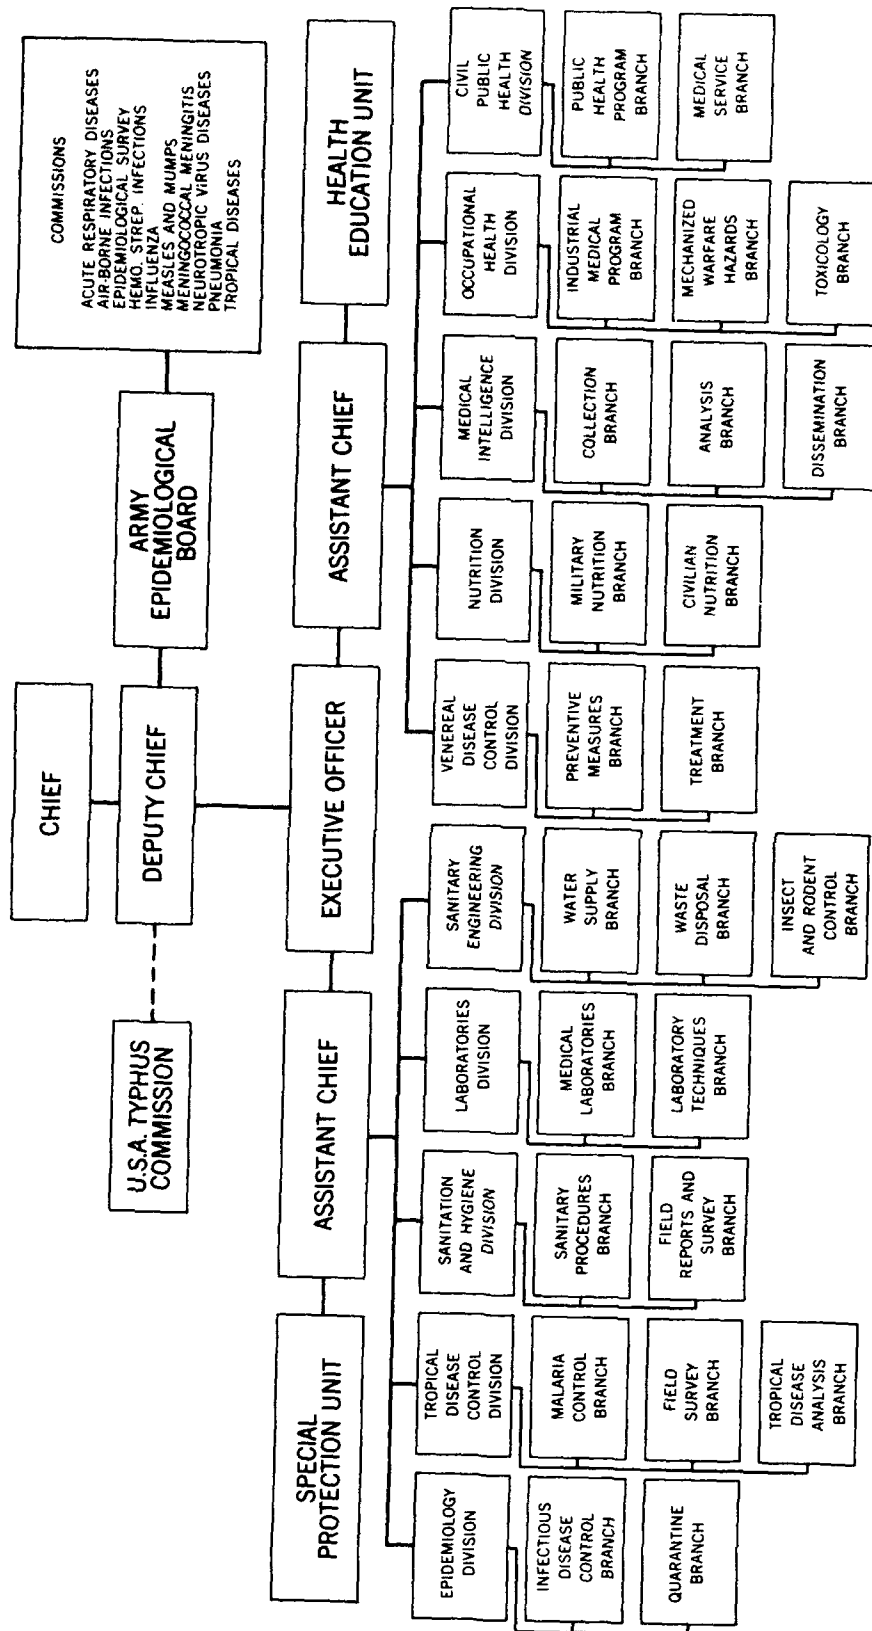 CHIEF
U.S.A. TYPHUS
COMMISSION
DEPUTY CHIEF
ARMY
EPIDEMIOLOGICAL
BOARD
COMMISSIONS
ACUTE RESPIRATORY DISEASES
AIR-BORNE INFECTIONS
EPIDEMIOLOGICAL SURVEY
HEMO. STREP. INFECTIONS
INFLUENZA
MEASLES AND MUMPS
MENINGOCOCCAL MENINGITIS
NEUROTROPIC VIRUS DISEASES
PNEUMONIA
TROPICAL DISEASES
SPECIAL
PROTECTION UNIT
ASSISTANT CHIEF
EXECUTIVE OFFICER
ASSISTANT CHIEF
HEALTH
EDUCATION UNIT
EPIDEMIOLOGY
DIVISION
INFECTIOUS
DISEASE
CONTROL
BRANCH
QUARANTINE
BRANCH
TROPICAL
DISEASE
CONTROL
DIVISION
MALARIA
CONTROL
BRANCH
FIELD
SURVEY
BRANCH
TROPICAL
DISEASE
ANALYSIS
BRANCH
SANITATION
AND HYGIENE
DIVISION
SANITARY
PROCEDURES
BRANCH
FIELD
REPORTS AND
SURVEY
BRANCH
LABORATORIES
DIVISION
MEDICAL
LABORATORIES
BRANCH
LABORATORY
TECHNIQUES
BRANCH
SANITARY
ENGINEERING
DIVISION
WATER
SUPPLY
BRANCH
WASTE
DISPOSAL
BRANCH
INSECT
AND RODENT
CONTROL
BRANCH
VENEREAL
DISEASE
CONTROL
DIVISION
PREVENTIVE
MEASURES
BRANCH
TREATMENT
BRANCH
NUTRITION
DIVISION
MILITARY
NUTRITION
BRANCH
CIVILIAN
NUTRITION
BRANCH
MEDICAL
INTELLIGENCE
DIVISION
COLLECTION
BRANCH
ANALYSIS
BRANCH
DISSEMINATION
BRANCH
OCCUPATIONAL
HEALTH
DIVISION
INDUSTRIAL
MEDICAL
PROGRAM
BRANCH
MECHANIZED
WARFARE
HAZARDS
BRANCH
TOXICOLOGY
BRANCH
CIVIL
PUBLIC
HEALTH
DIVISION
PUBLIC
HEALTH
PROGRAM
BRANCH
MEDICAL
SERVICE
BRANCH